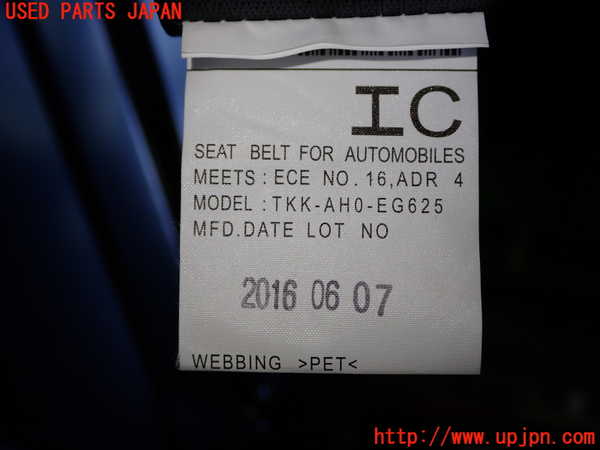 USED PARTS JAPAN
IC
SEAT BELT FOR AUTOMOBILES
MEETS:ECE NO.16,ADR 4
MODEL:TKK-AH0-EG625
MFD.DATE LOT NO
2016 06 07
WEBBING >PET<
http://www.upjpn.com/